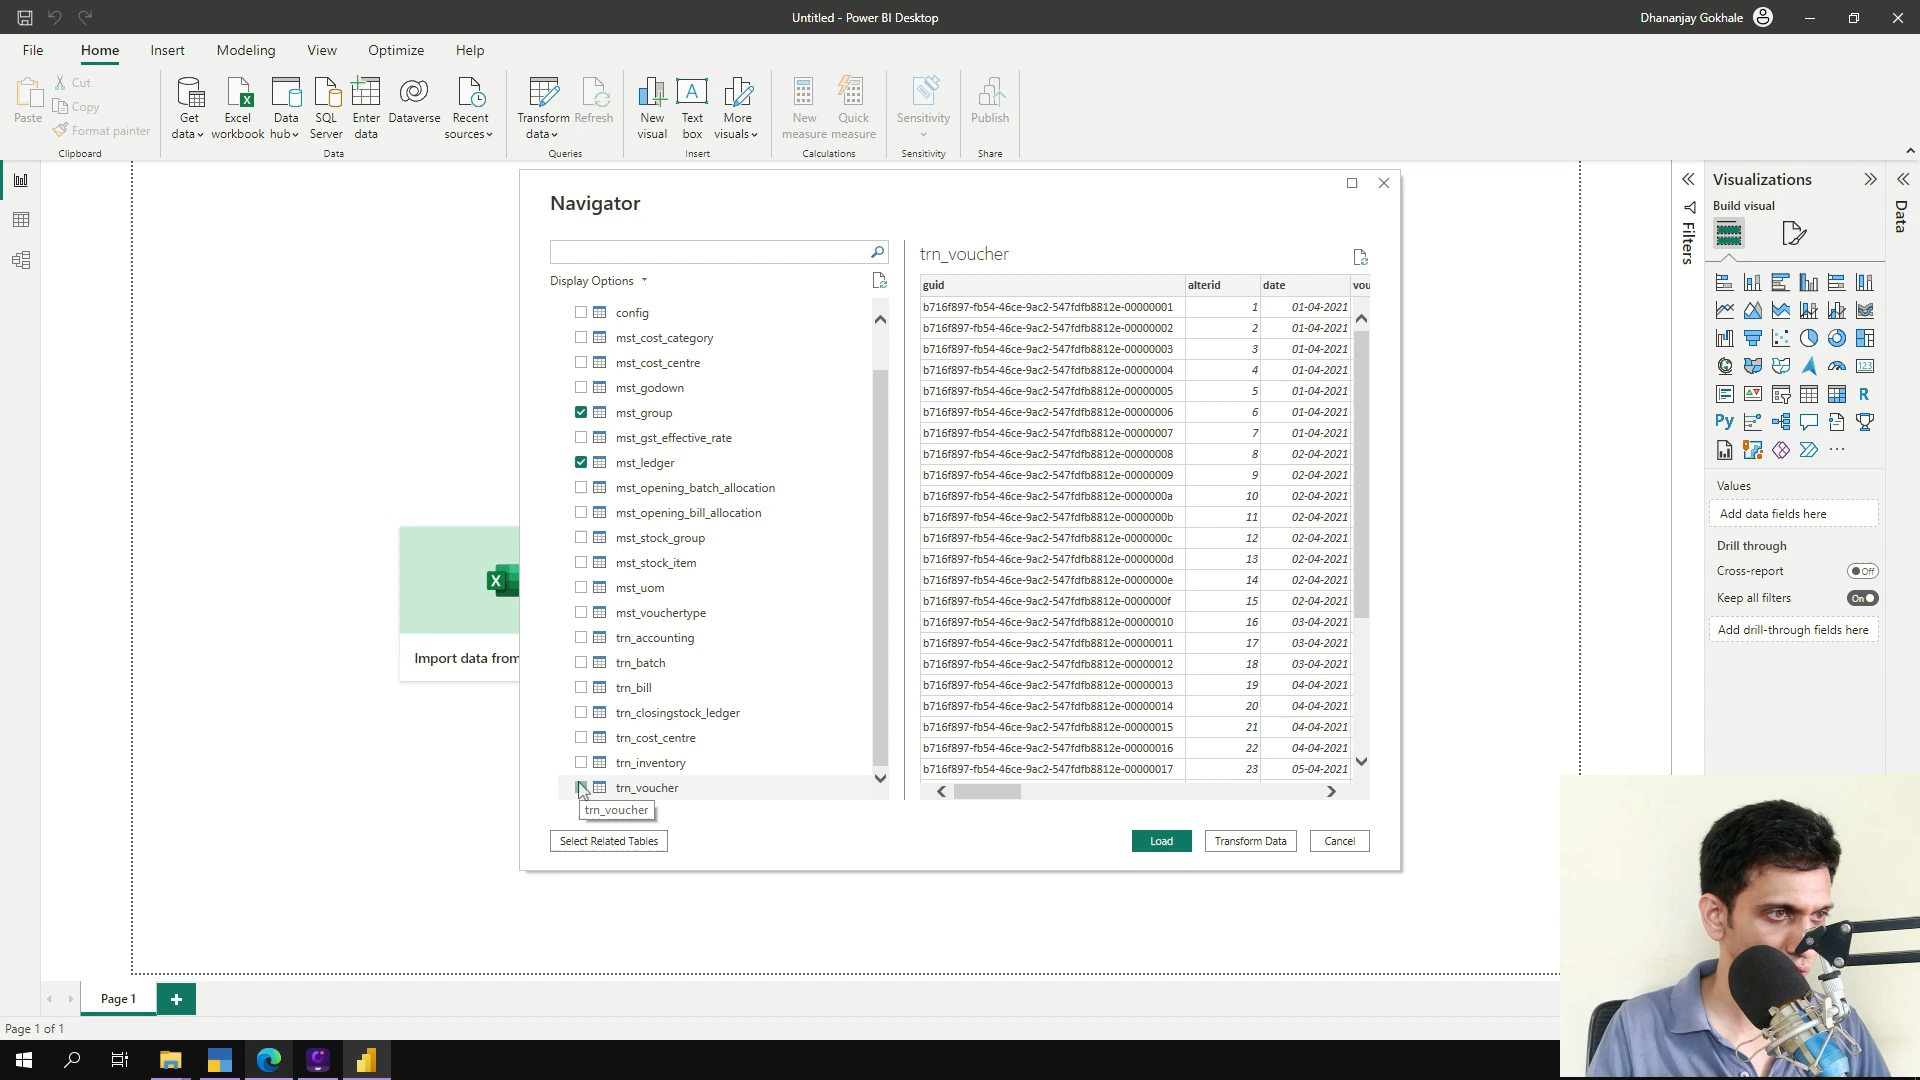 Untitled - Power BI Desktop
Dhananjay Gokhale
File
Home
Insert
Modeling
View
Optimize
Help
Paste
Cut
Copy
Format painter
Clipboard
Get data
Excel workbook
Data hub
SQL Server
Enter data
Dataverse
Recent sources
Data
Transform data
Refresh
Queries
New visual
A
Text box
More visuals
Insert
New measure
Quick measure
Calculations
Sensitivity
Sensitivity
Publish
Share
Import data from
Navigator
Display Options
config
mst_cost_category
mst_cost_centre
mst_godown
mst_group
mst_gst_effective_rate
mst_ledger
mst_opening_batch_allocation
mst_opening_bill_allocation
mst_stock_group
mst_stock_item
mst_uom
mst_vouchertype
trn_accounting
trn_batch
trn_bill
trn_closingstock_ledger
trn_cost_centre
trn_inventory
trn_voucher
trn_voucher
Select Related Tables
trn_voucher
guid alterid date vou
b716f897-fb54-46ce-9ac2-547fdfb8812e-00000001 1 01-04-2021
b716f897-fb54-46ce-9ac2-547fdfb8812e-00000002 2 01-04-2021
b716f897-fb54-46ce-9ac2-547fdfb8812e-00000003 3 01-04-2021
b716f897-fb54-46ce-9ac2-547fdfb8812e-00000004 4 01-04-2021
b716f897-fb54-46ce-9ac2-547fdfb8812e-00000005 5 01-04-2021
b716f897-fb54-46ce-9ac2-547fdfb8812e-00000006 6 01-04-2021
b716f897-fb54-46ce-9ac2-547fdfb8812e-00000007 7 01-04-2021
b716f897-fb54-46ce-9ac2-547fdfb8812e-00000008 8 02-04-2021
b716f897-fb54-46ce-9ac2-547fdfb8812e-00000009 9 02-04-2021
b716f897-fb54-46ce-9ac2-547fdfb8812e-0000000a 10 02-04-2021
b716f897-fb54-46ce-9ac2-547fdfb8812e-0000000b 11 02-04-2021
b716f897-fb54-46ce-9ac2-547fdfb8812e-0000000c 12 02-04-2021
b716f897-fb54-46ce-9ac2-547fdfb8812e-0000000d 13 02-04-2021
b716f897-fb54-46ce-9ac2-547fdfb8812e-0000000e 14 02-04-2021
b716f897-fb54-46ce-9ac2-547fdfb8812e-0000000f 15 02-04-2021
b716f897-fb54-46ce-9ac2-547fdfb8812e-00000010 16 03-04-2021
b716f897-fb54-46ce-9ac2-547fdfb8812e-00000011 17 03-04-2021
b716f897-fb54-46ce-9ac2-547fdfb8812e-00000012 18 03-04-2021
b716f897-fb54-46ce-9ac2-547fdfb8812e-00000013 19 04-04-2021
b716f897-fb54-46ce-9ac2-547fdfb8812e-00000014 20 04-04-2021
b716f897-fb54-46ce-9ac2-547fdfb8812e-00000015 21 04-04-2021
b716f897-fb54-46ce-9ac2-547fdfb8812e-00000016 22 04-04-2021
b716f897-fb54-46ce-9ac2-547fdfb8812e-00000017 23 05-04-2021
Load
Transform Data
Cancel
Filters
Visualizations
Build visual
123
R
Py
Values
Add data fields here
Drill through
Cross-report
Off
Keep all filters
On
Add drill-through fields here
Data
Page 1
Page 1 of 1